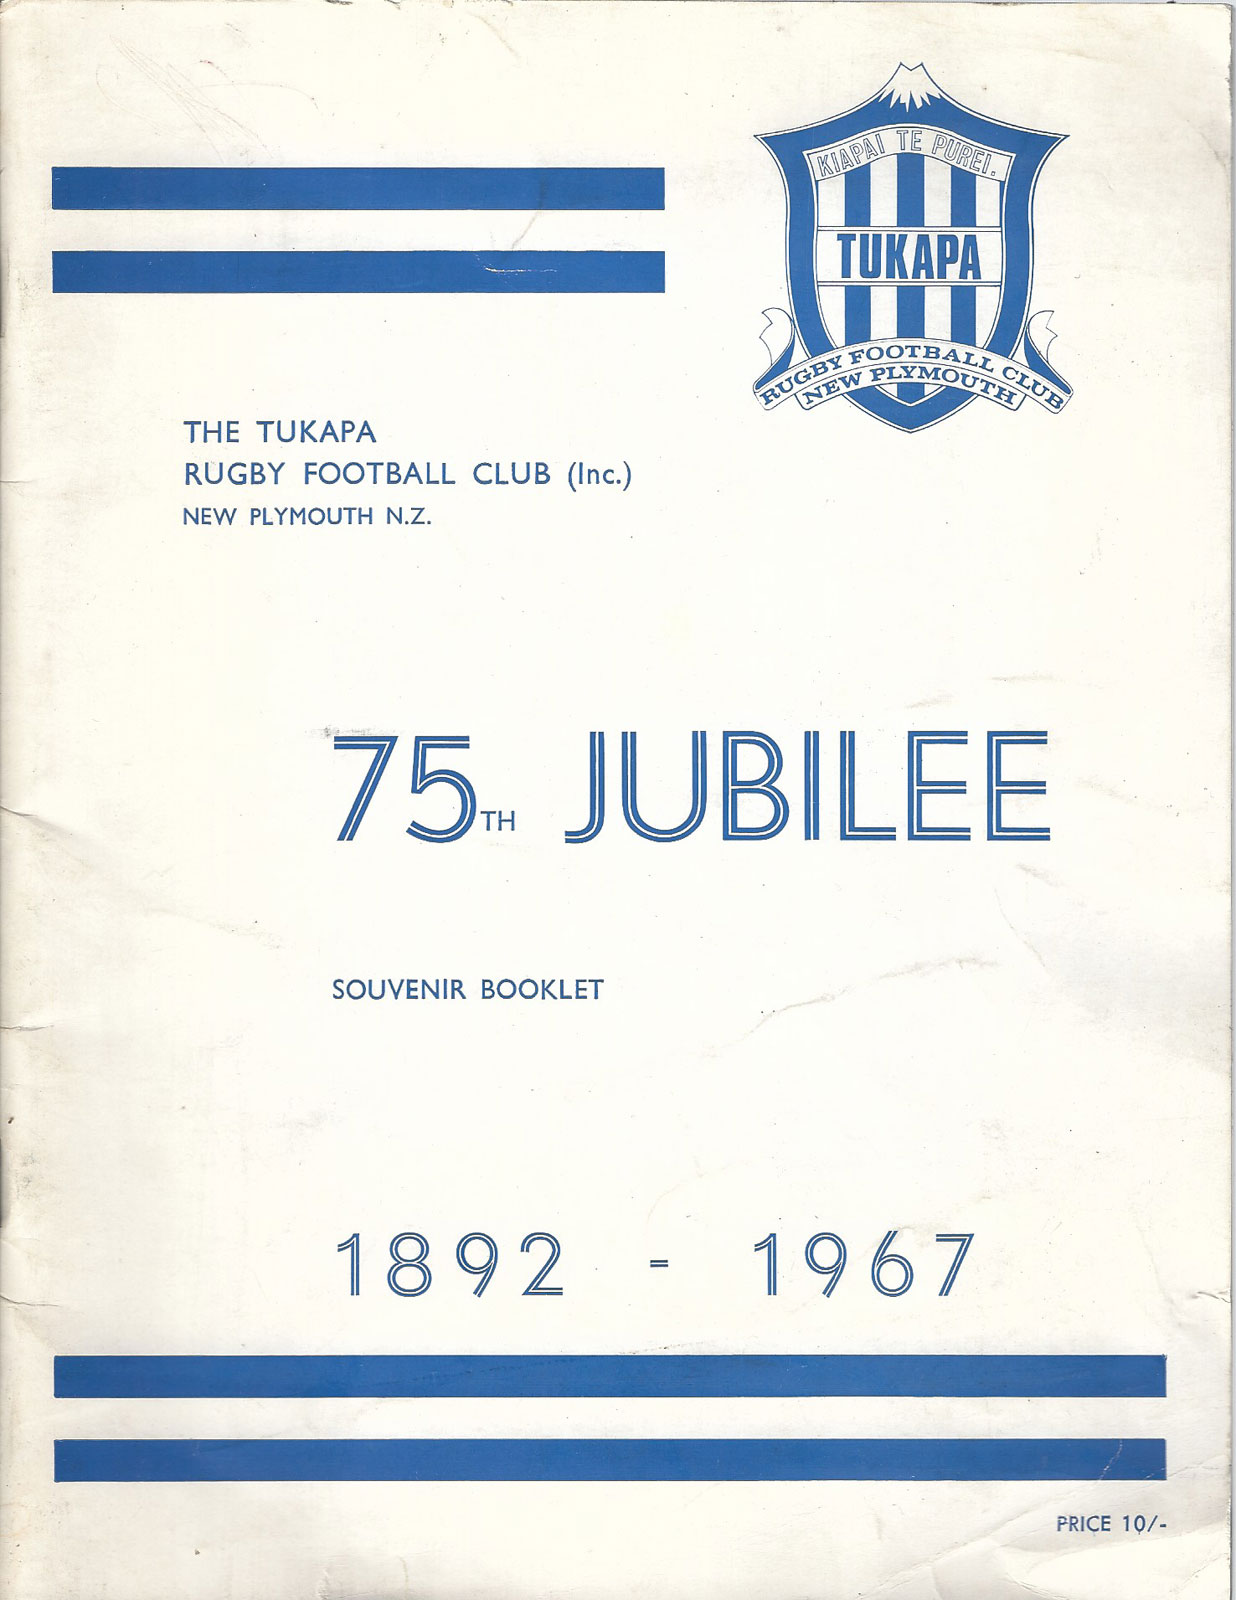 KIAPAI TE PUREI.
TUKAPA
RUGBY FOOTBALL CLUB
NEW PLYMOUTH
THE TUKAPA
RUGBY FOOTBALL CLUB (Inc.)
NEW PLYMOUTH N.Z.
75TH JUBILEE
SOUVENIR BOOKLET
1892 - 1967
PRICE 10/-